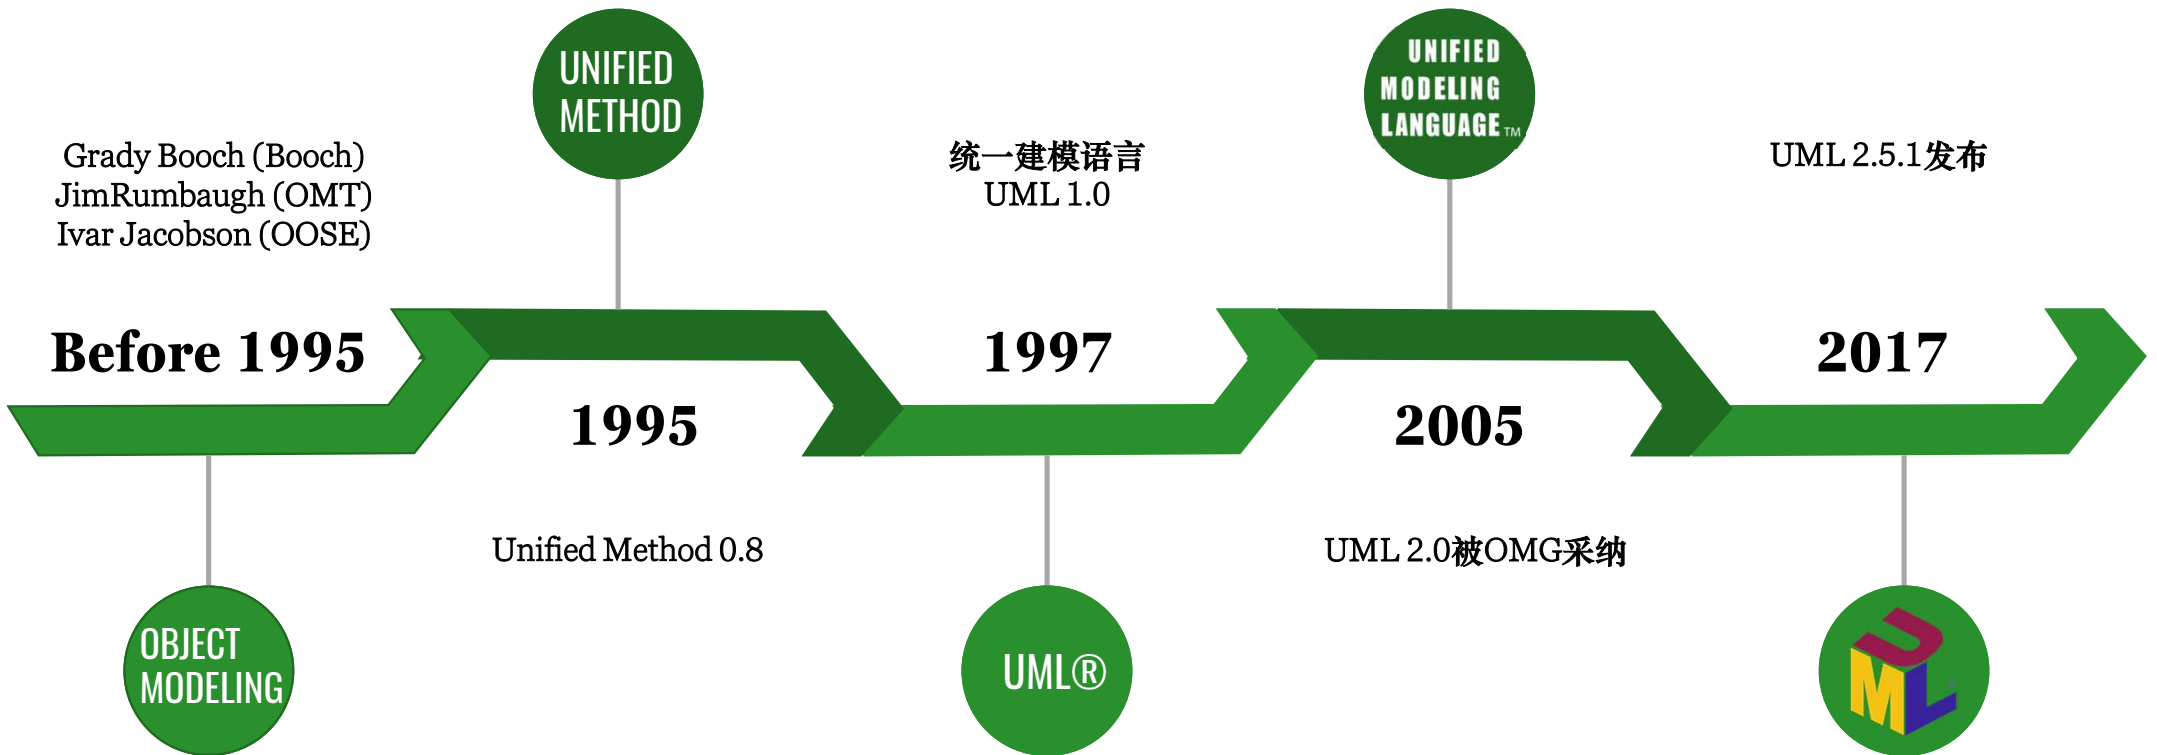 Grady Booch (Booch)
JimRumbaugh (OMT)
Ivar Jacobson (OOSE)
Before 1995
OBJECT
MODELING
UNIFIED
METHOD
1995
Unified Method 0.8
统一建模语言
UML 1.0
1997
UML®
UNIFIED
MODELING
LANGUAGE TM
2005
UML 2.0被OMG采纳
UML 2.5.1发布
2017
UML